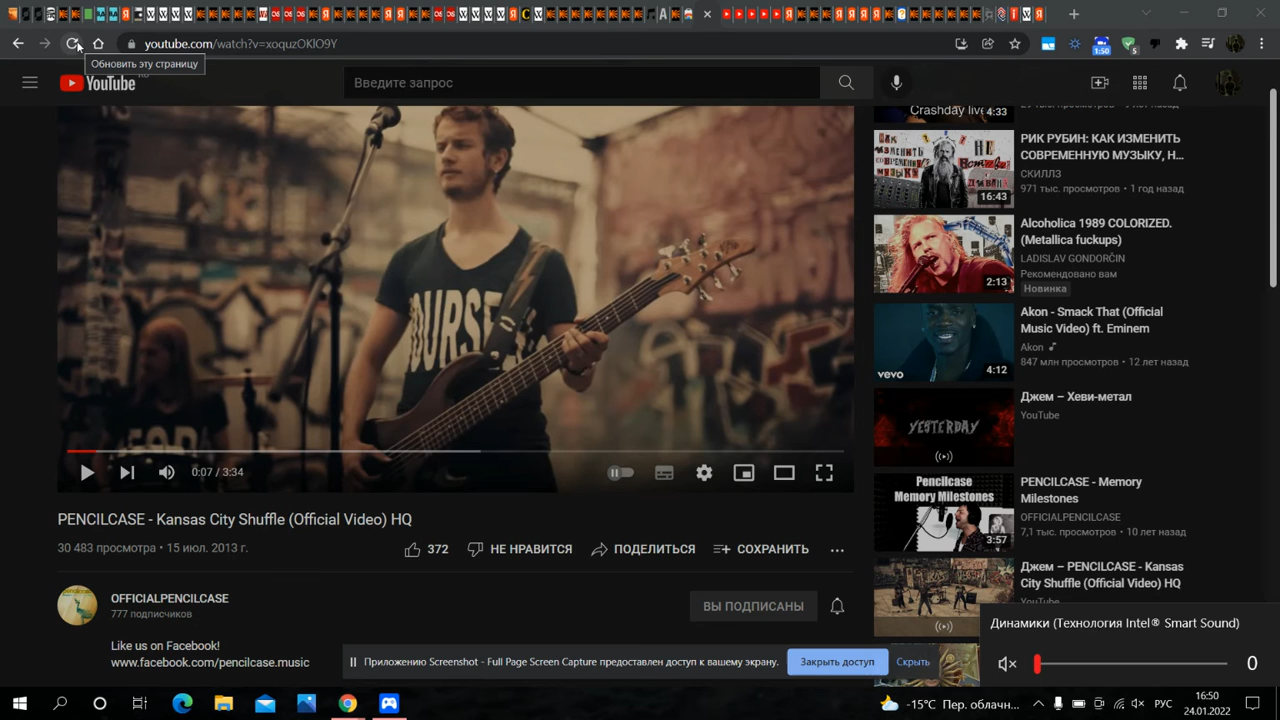 youtube.com/watch?v=xoquzOKlO9Y
1:50
5
Обновить эту страницу
YouTube
RU
Введите запрос
OURSE
Crashday live
4:33
РИК РУБИН: КАК ИЗМЕНИТЬ
СОВРЕМЕННУЮ МУЗЫКУ, Н...
СКИЛЛЗ
971 тыс. просмотров • 1 год назад
16:43
Alcoholica 1989 COLORIZED.
(Metallica fuckups)
LADISLAV GONDORČIN
Рекомендовано вам
Новинка
2:13
Akon - Smack That (Official
Music Video) ft. Eminem
Akon
847 млн просмотров • 12 лет назад
vevo
4:12
Джем – Хеви-метал
YouTube
YESTERDAY
PENCILCASE - Memory
Milestones
OFFICIALPENCILCASE
7,1 тыс. просмотров • 10 лет назад
Pencilcase
Memory Milestones
3:57
Джем – PENCILCASE - Kansas
City Shuffle (Official Video) HQ
YouTube
0:07 / 3:34
PENCILCASE - Kansas City Shuffle (Official Video) HQ
30 483 просмотра • 15 июл. 2013 г.
372
НЕ НРАВИТСЯ
ПОДЕЛИТЬСЯ
СОХРАНИТЬ
OFFICIALPENCILCASE
777 подписчиков
ВЫ ПОДПИСАНЫ
Like us on Facebook!
www.facebook.com/pencilcase.music
Приложению Screenshot - Full Page Screen Capture предоставлен доступ к вашему экрану.
Закрыть доступ
Скрыть
Динамики (Технология Intel® Smart Sound)
0
-15°C Пер. облачн...
РУС
16:50
24.01.2022